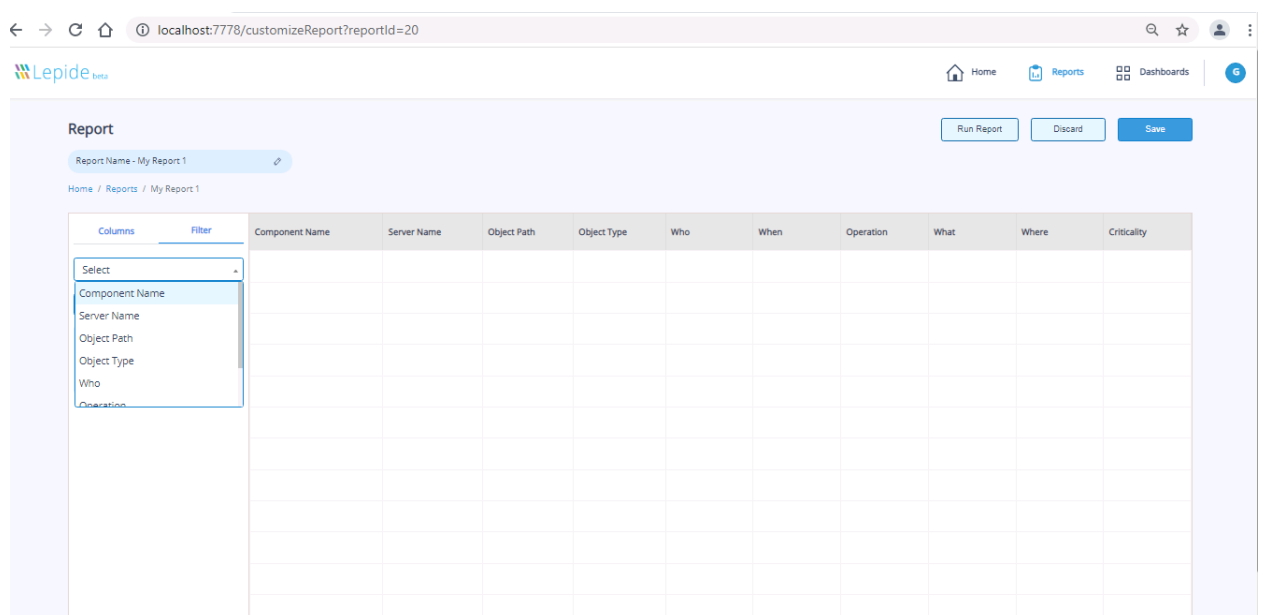 localhost:7778/customizeReport?reportId=20
Lepide beta
Home
Reports
Dashboards
G
Report
Run Report
Discard
Save
Report Name - My Report 1
Home / Reports / My Report 1
Columns
Filter
Component Name
Server Name
Object Path
Object Type
Who
When
Operation
What
Where
Criticality
Select
Component Name
Server Name
Object Path
Object Type
Who
Operation